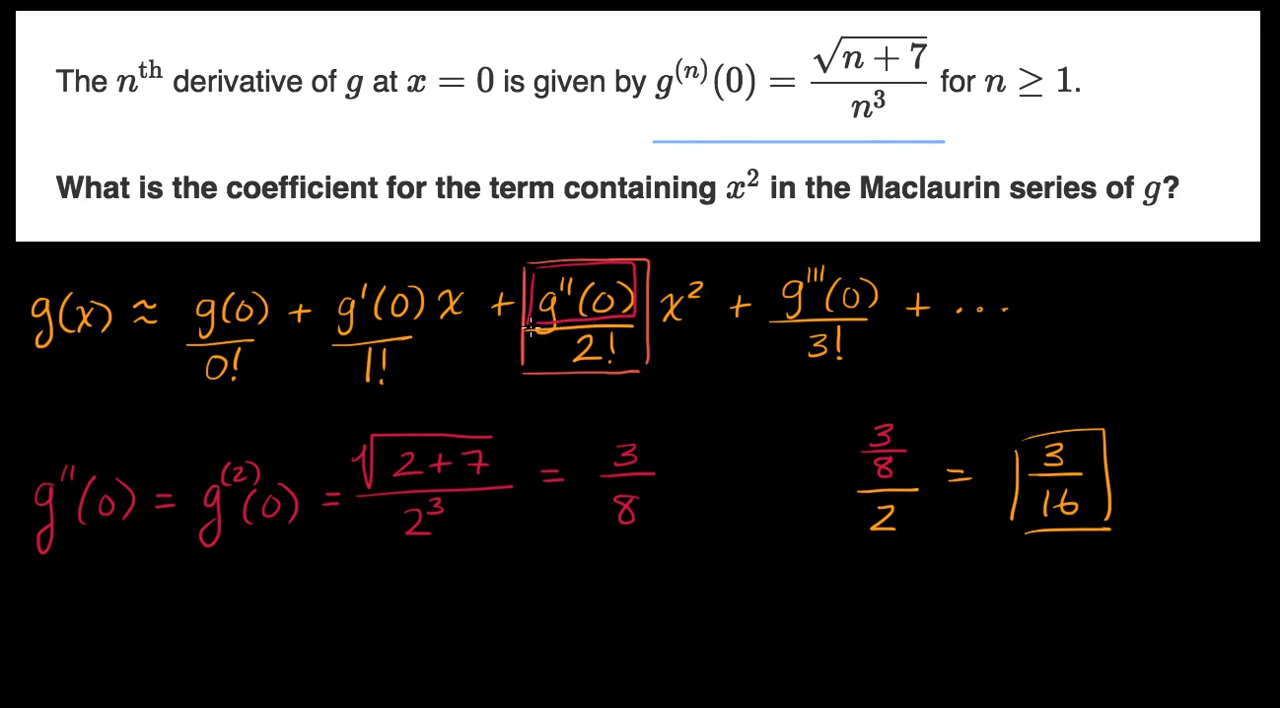 The nth derivative of g at x = 0 is given by g^(n)(0) = √(n + 7) / n³ for n ≥ 1.
What is the coefficient for the term containing x² in the Maclaurin series of g?
g(x) ≈ g(0)/0! + g'(0)/1! x + g''(0)/2! x² + g'''(0)/3! + ...
g''(0) = g^(2)(0) = √(2+7) / 2³ = 3/8
3/8 / 2 = 3/16